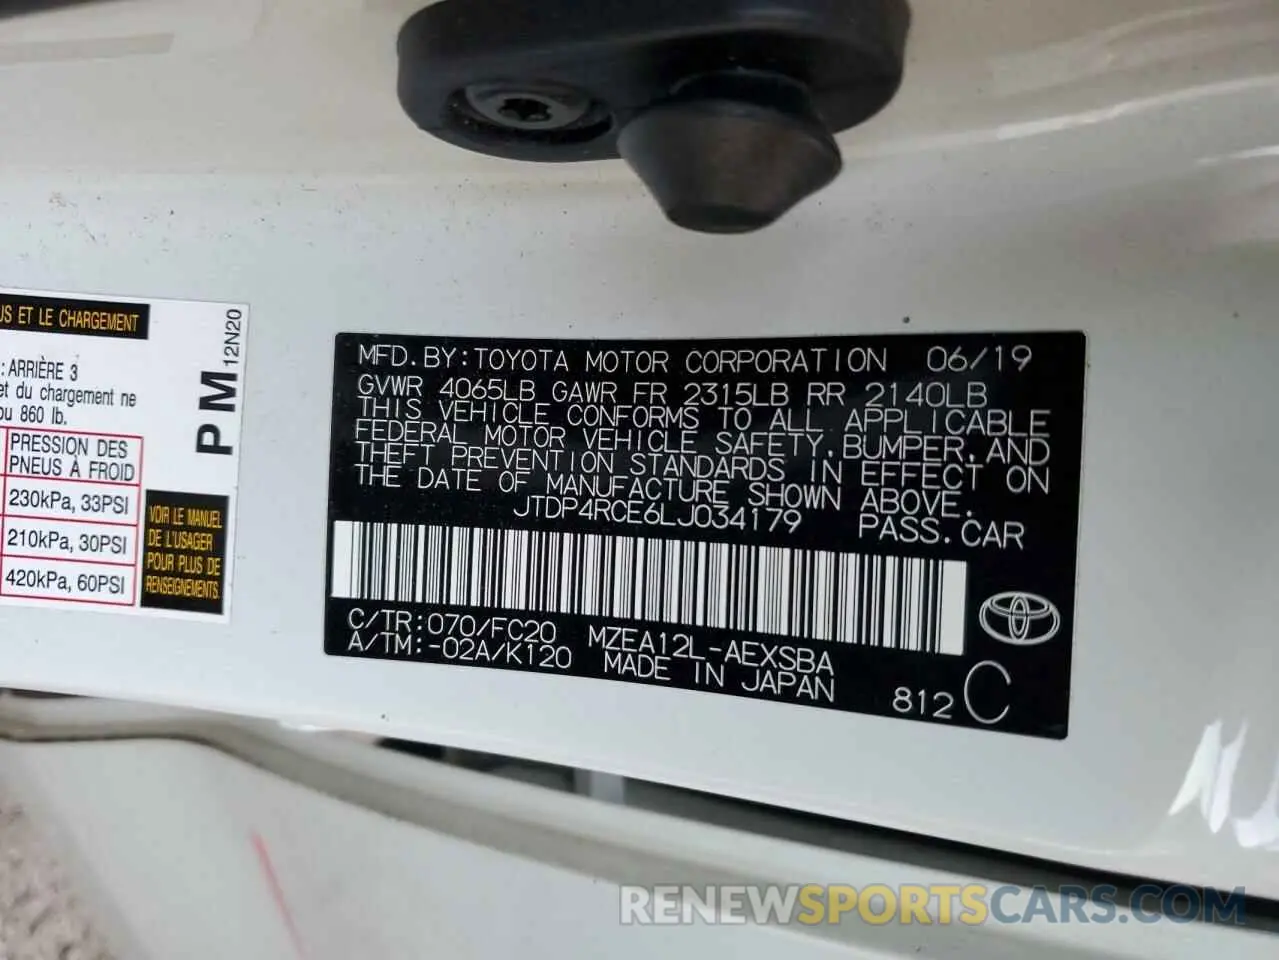 US ET LE CHARGEMENT
: ARRIÈRE 3
et du chargement ne
ou 860 lb.
PRESSION DES
PNEUS À FROID
230kPa, 33PSI
210kPa, 30PSI
420kPa, 60PSI
PM 12N20
VOIR LE MANUEL
DE L'USAGER
POUR PLUS DE
RENSEIGNEMENTS.
MFD.BY:TOYOTA MOTOR CORPORATION 06/19
GVWR 4065LB GAWR FR 2315LB RR 2140LB
THIS VEHICLE CONFORMS TO ALL APPLICABLE
FEDERAL MOTOR VEHICLE SAFETY,BUMPER,AND
THEFT PREVENTION STANDARDS IN EFFECT ON
THE DATE OF MANUFACTURE SHOWN ABOVE.
JTDP4RCE6LJ034179 PASS.CAR
C/TR:070/FC20 MZEA12L-AEXSBA
A/TM:-02A/K120 MADE IN JAPAN
812 C
RENEWSPORTSCARS.COM